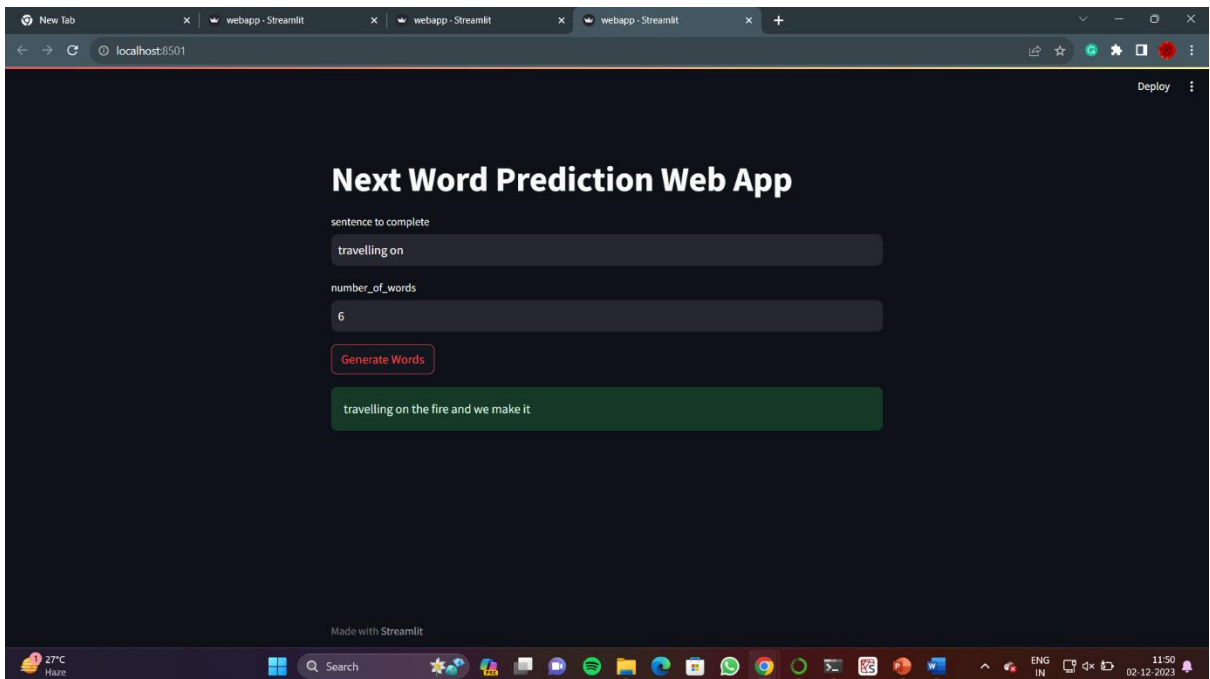 New Tab
webapp · Streamlit
webapp · Streamlit
webapp · Streamlit
localhost:8501
Deploy
Next Word Prediction Web App
sentence to complete
travelling on
number_of_words
6
Generate Words
travelling on the fire and we make it
Made with Streamlit
1
27°C
Haze
Search
ENG
IN
11:50
02-12-2023